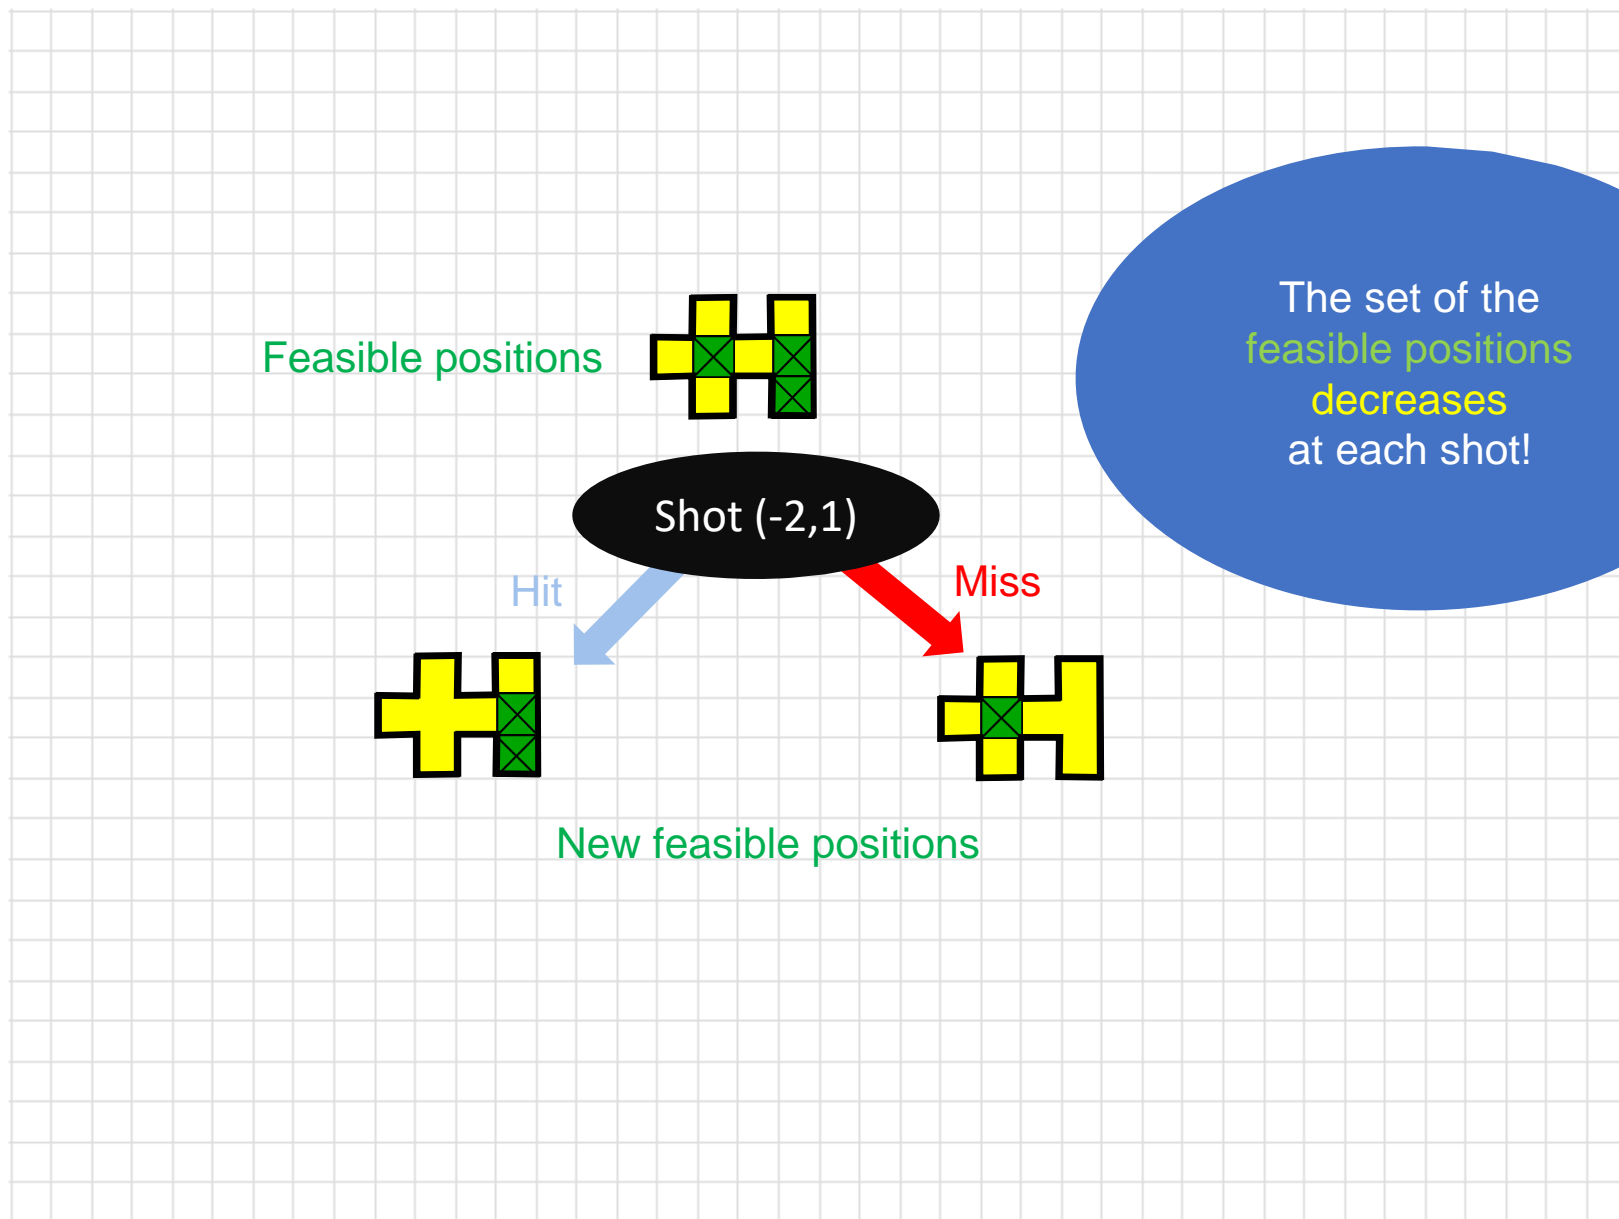 The set of the
feasible positions
decreases
at each shot!
Feasible positions
Shot (-2,1)
Hit
Miss
New feasible positions